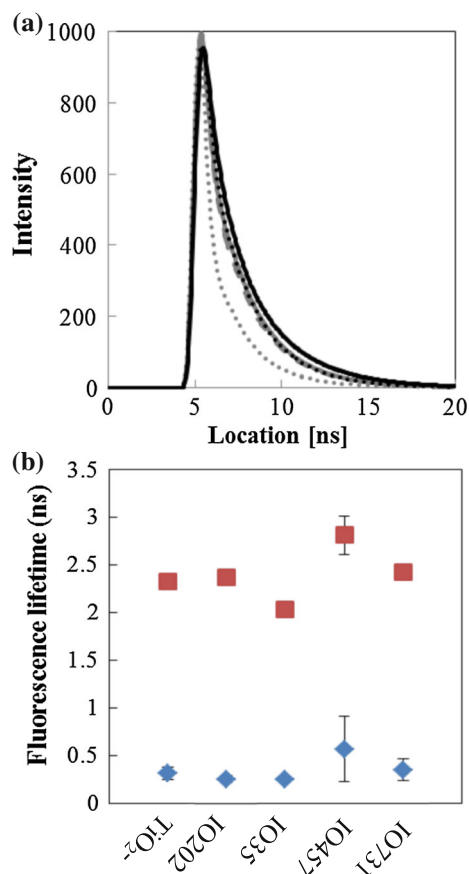 (a)
1000
800
600
400
200
0
Intensity
0 5 10 15 20
Location [ns]
(b)
3.5
3
2.5
2
1.5
1
0.5
0
Fluorescence lifetime (ns)
TiO2- IO202 IO35 IO457 IO731